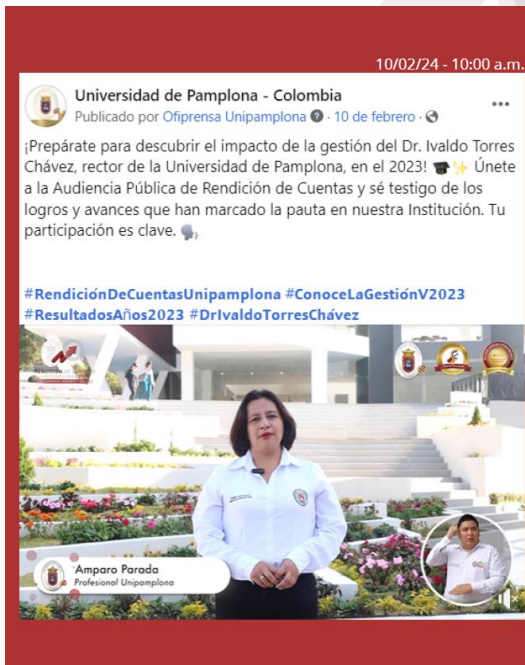 10/02/24 - 10:00 a.m.
Universidad de Pamplona - Colombia
Publicado por Ofiprensa Unipamplona · 10 de febrero ·
¡Prepárate para descubrir el impacto de la gestión del Dr. Ivaldo Torres
Chávez, rector de la Universidad de Pamplona, en el 2023! 🎓✨ Únete
a la Audiencia Pública de Rendición de Cuentas y sé testigo de los
logros y avances que han marcado la pauta en nuestra Institución. Tu
participación es clave. 🗣️
#RendiciónDeCuentasUnipamplona #ConoceLaGestiónV2023
#ResultadosAños2023 #DrIvaldoTorresChávez
Amparo Parada
Profesional Unipamplona